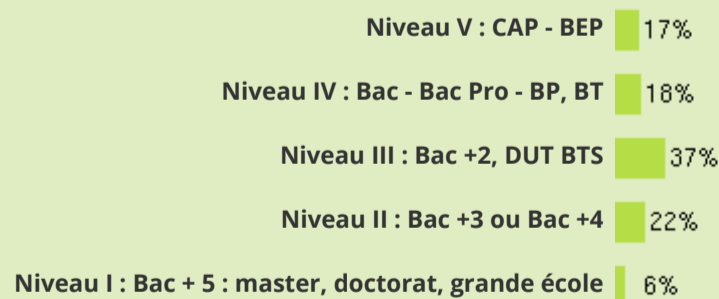 Niveau V : CAP - BEP 17%
Niveau IV : Bac - Bac Pro - BP, BT 18%
Niveau III : Bac +2, DUT BTS 37%
Niveau II : Bac +3 ou Bac +4 22%
Niveau I : Bac + 5 : master, doctorat, grande école 6%